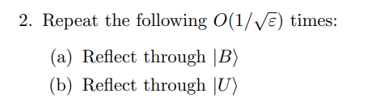 2. Repeat the following O(1/√ε) times:
(a) Reflect through |B⟩
(b) Reflect through |U⟩